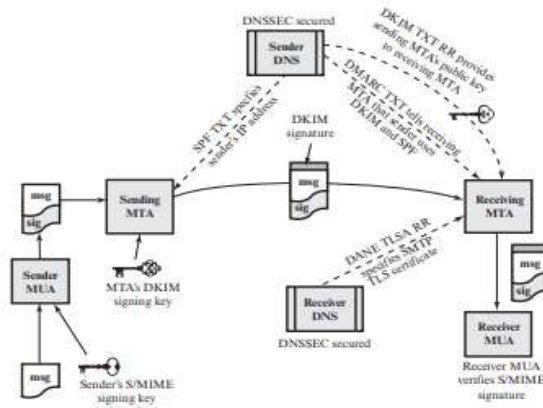 DNSSEC secured
Sender
DNS
DKIM TXT RR provides
sending MTA's public key
to receiving MTA
DMARC TXT tells receiving
MTA that sender uses
DKIM and SPF
SPF TXT specifies
sender's IP address
DKIM
signature
msg
sig
Sending
MTA
msg
sig
Receiving
MTA
MTA's DKIM
signing key
DANE TLSA RR
specifies SMTP
TLS certificate
msg
sig
Sender
MUA
Receiver
DNS
DNSSEC secured
Receiver
MUA
msg
Sender's S/MIME
signing key
Receiver MUA
verifies S/MIME
signature